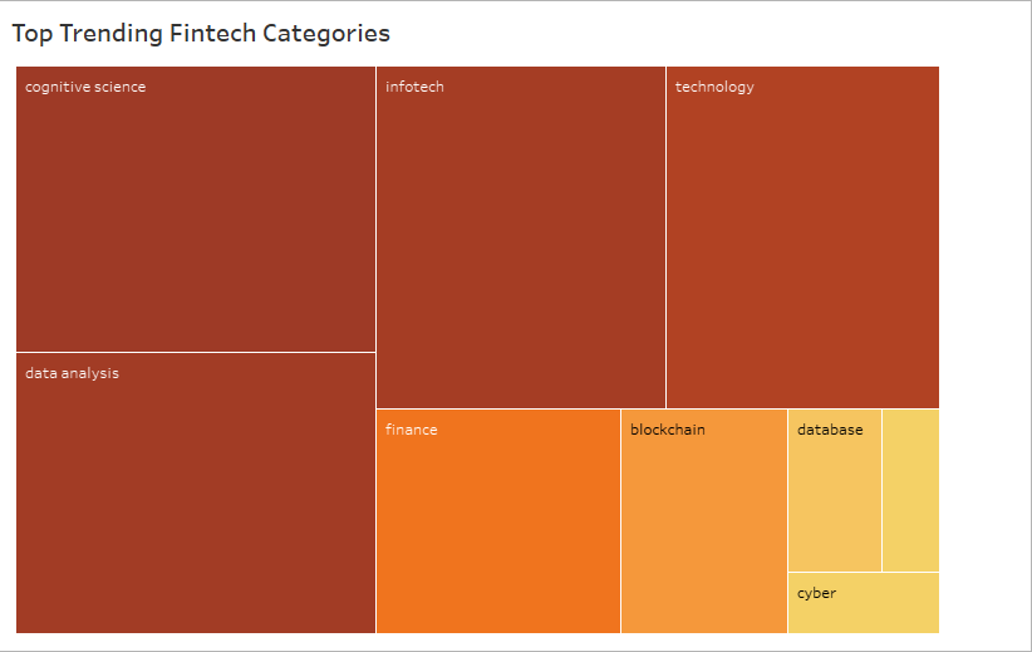 Top Trending Fintech Categories
cognitive science
infotech
technology
data analysis
finance
blockchain
database
cyber